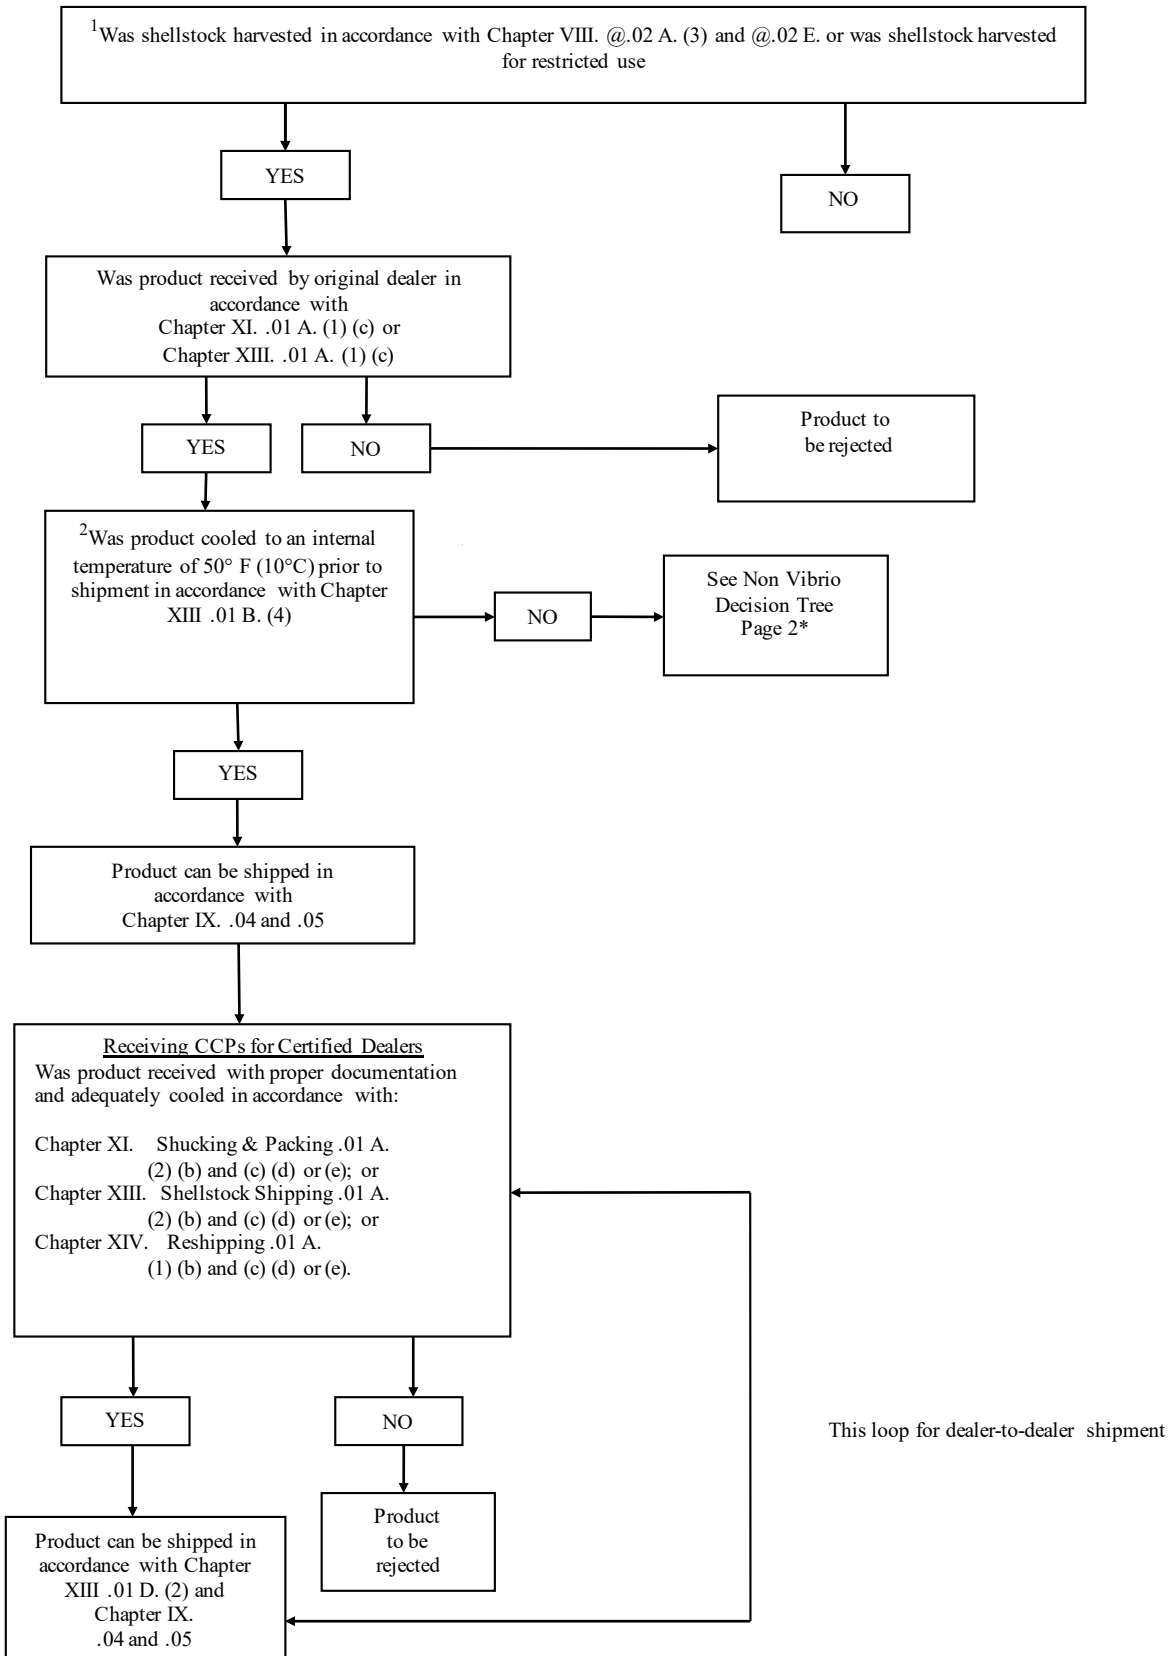 1Was shellstock harvested in accordance with Chapter VIII. @.02 A. (3) and @.02 E. or was shellstock harvested
for restricted use
YES
NO
Was product received by original dealer in
accordance with
Chapter XI. .01 A. (1) (c) or
Chapter XIII. .01 A. (1) (c)
YES
NO
Product to
be rejected
2Was product cooled to an internal
temperature of 50° F (10°C) prior to
shipment in accordance with Chapter
XIII .01 B. (4)
NO
See Non Vibrio
Decision Tree
Page 2*
YES
Product can be shipped in
accordance with
Chapter IX. .04 and .05
Receiving CCPs for Certified Dealers
Was product received with proper documentation
and adequately cooled in accordance with:
Chapter XI. Shucking & Packing .01 A.
(2) (b) and (c) (d) or (e); or
Chapter XIII. Shellstock Shipping .01 A.
(2) (b) and (c) (d) or (e); or
Chapter XIV. Reshipping .01 A.
(1) (b) and (c) (d) or (e).
YES
NO
This loop for dealer-to-dealer shipment
Product
to be
rejected
Product can be shipped in
accordance with Chapter
XIII .01 D. (2) and
Chapter IX.
.04 and .05